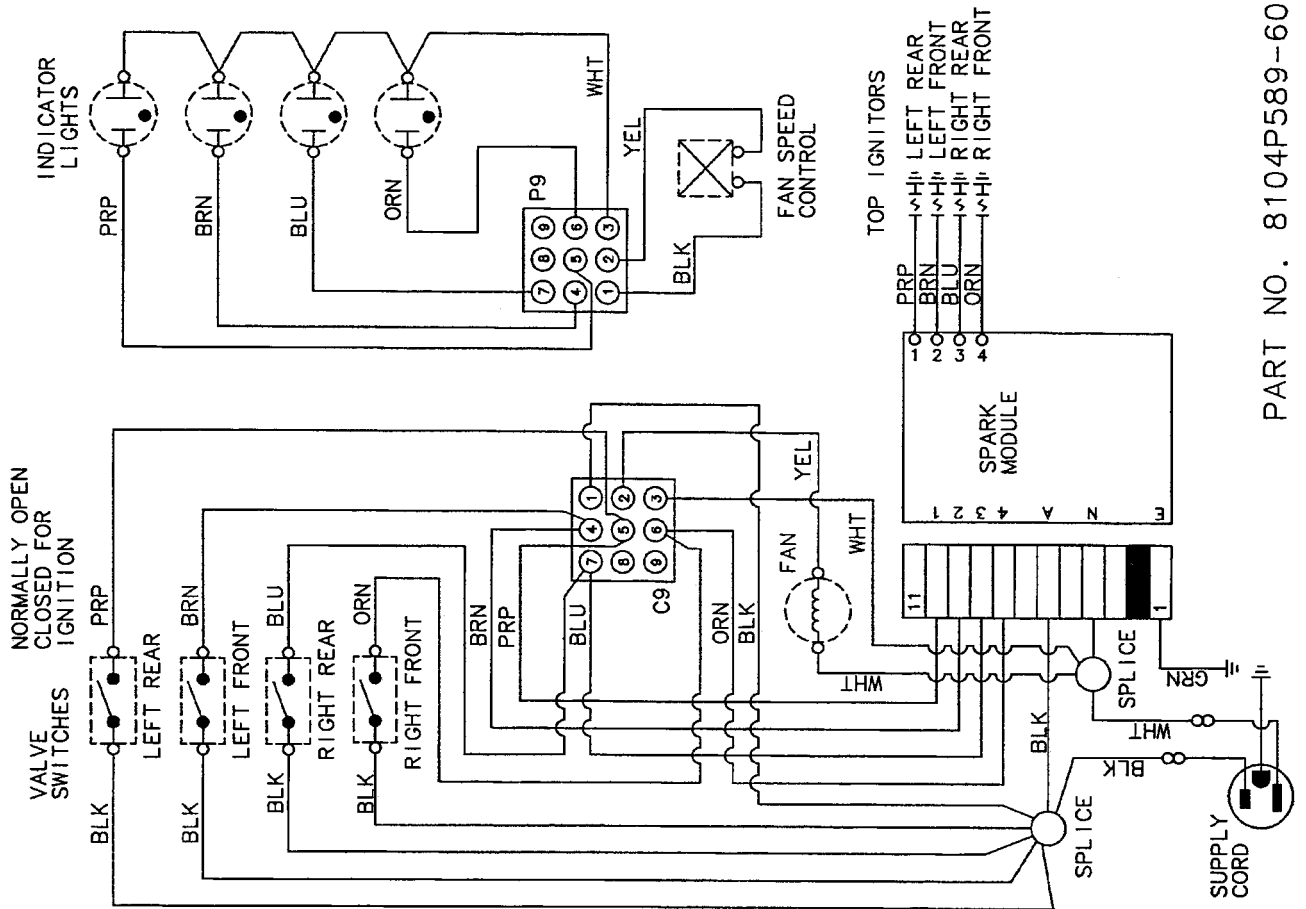 INDICATOR
LIGHTS
PRP
BRN
BLU
ORN
WHT
YEL
P9
9 6 3
8 5 2
7 4 1
BLK
FAN SPEED
CONTROL
TOP IGNITORS
PRP LEFT REAR
BRN LEFT FRONT
BLU RIGHT REAR
ORN RIGHT FRONT
1
2
3
4
SPARK
MODULE
1
2
3
4
A
N
E
11
1
PART NO. 8104P589-60
NORMALLY OPEN
CLOSED FOR
IGNITION
VALVE
SWITCHES
PRP
BRN
BLU
ORN
LEFT REAR
LEFT FRONT
RIGHT REAR
RIGHT FRONT
BLK
BLK
BLK
BLK
BRN
PRP
BLU
ORN
BLK
1 2 3
4 5 6
7 8 9
C9
YEL
FAN
WHT
WHT
SPLICE
GRN
BLK
WHT
BLK
SPLICE
SUPPLY
CORD